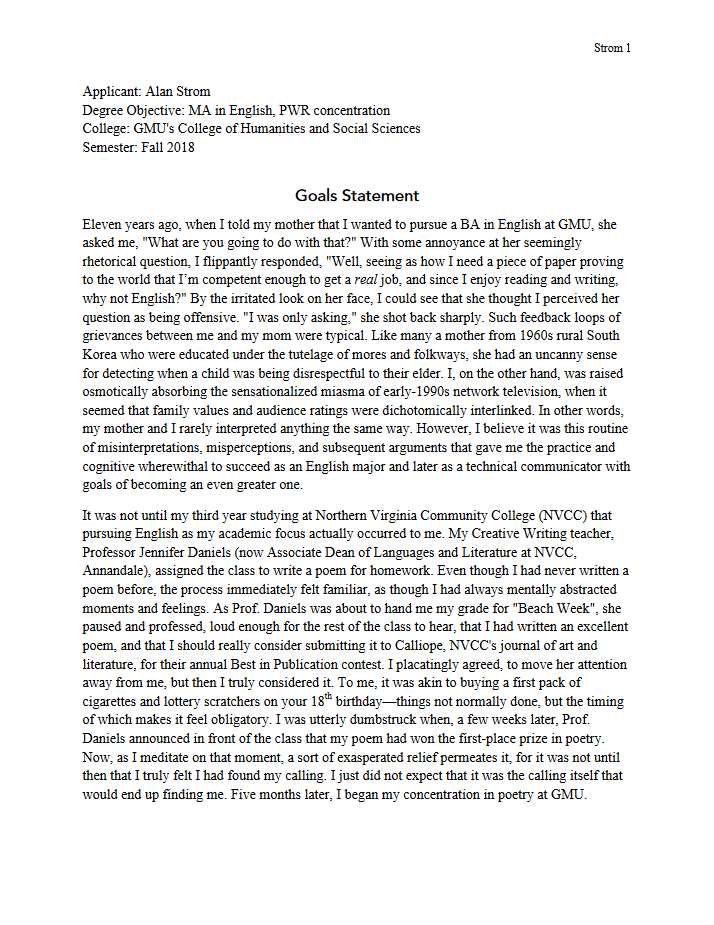 Strom 1
Applicant: Alan Strom
Degree Objective: MA in English, PWR concentration
College: GMU's College of Humanities and Social Sciences
Semester: Fall 2018
Goals Statement
Eleven years ago, when I told my mother that I wanted to pursue a BA in English at GMU, she
asked me, "What are you going to do with that?" With some annoyance at her seemingly
rhetorical question, I flippantly responded, "Well, seeing as how I need a piece of paper proving
to the world that I’m competent enough to get a real job, and since I enjoy reading and writing,
why not English?" By the irritated look on her face, I could see that she thought I perceived her
question as being offensive. "I was only asking," she shot back sharply. Such feedback loops of
grievances between me and my mom were typical. Like many a mother from 1960s rural South
Korea who were educated under the tutelage of mores and folkways, she had an uncanny sense
for detecting when a child was being disrespectful to their elder. I, on the other hand, was raised
osmotically absorbing the sensationalized miasma of early-1990s network television, when it
seemed that family values and audience ratings were dichotomically interlinked. In other words,
my mother and I rarely interpreted anything the same way. However, I believe it was this routine
of misinterpretations, misperceptions, and subsequent arguments that gave me the practice and
cognitive wherewithal to succeed as an English major and later as a technical communicator with
goals of becoming an even greater one.
It was not until my third year studying at Northern Virginia Community College (NVCC) that
pursuing English as my academic focus actually occurred to me. My Creative Writing teacher,
Professor Jennifer Daniels (now Associate Dean of Languages and Literature at NVCC,
Annandale), assigned the class to write a poem for homework. Even though I had never written a
poem before, the process immediately felt familiar, as though I had always mentally abstracted
moments and feelings. As Prof. Daniels was about to hand me my grade for "Beach Week", she
paused and professed, loud enough for the rest of the class to hear, that I had written an excellent
poem, and that I should really consider submitting it to Calliope, NVCC's journal of art and
literature, for their annual Best in Publication contest. I placatingly agreed, to move her attention
away from me, but then I truly considered it. To me, it was akin to buying a first pack of
cigarettes and lottery scratchers on your 18th birthday—things not normally done, but the timing
of which makes it feel obligatory. I was utterly dumbstruck when, a few weeks later, Prof.
Daniels announced in front of the class that my poem had won the first-place prize in poetry.
Now, as I meditate on that moment, a sort of exasperated relief permeates it, for it was not until
then that I truly felt I had found my calling. I just did not expect that it was the calling itself that
would end up finding me. Five months later, I began my concentration in poetry at GMU.